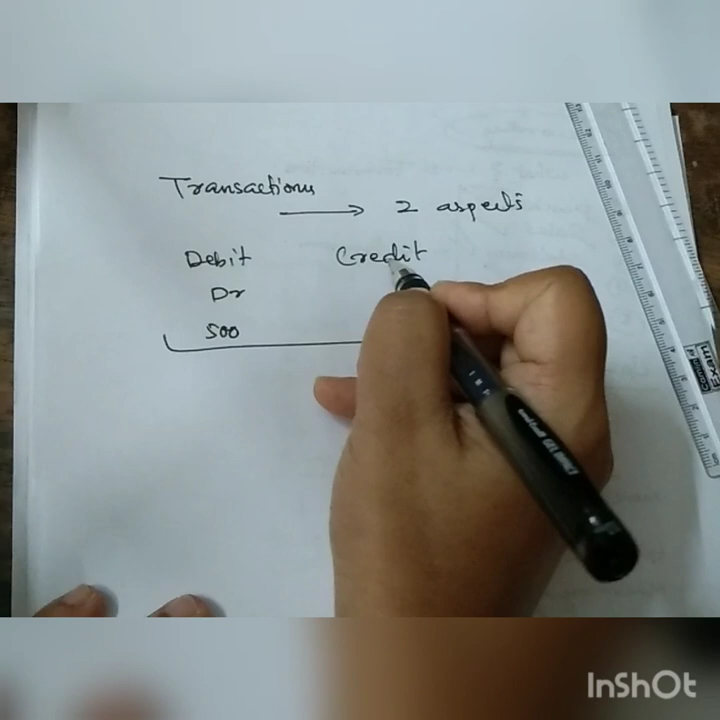 Transactions
→ 2 aspects
Debit Credit
Dr
500
InShOt